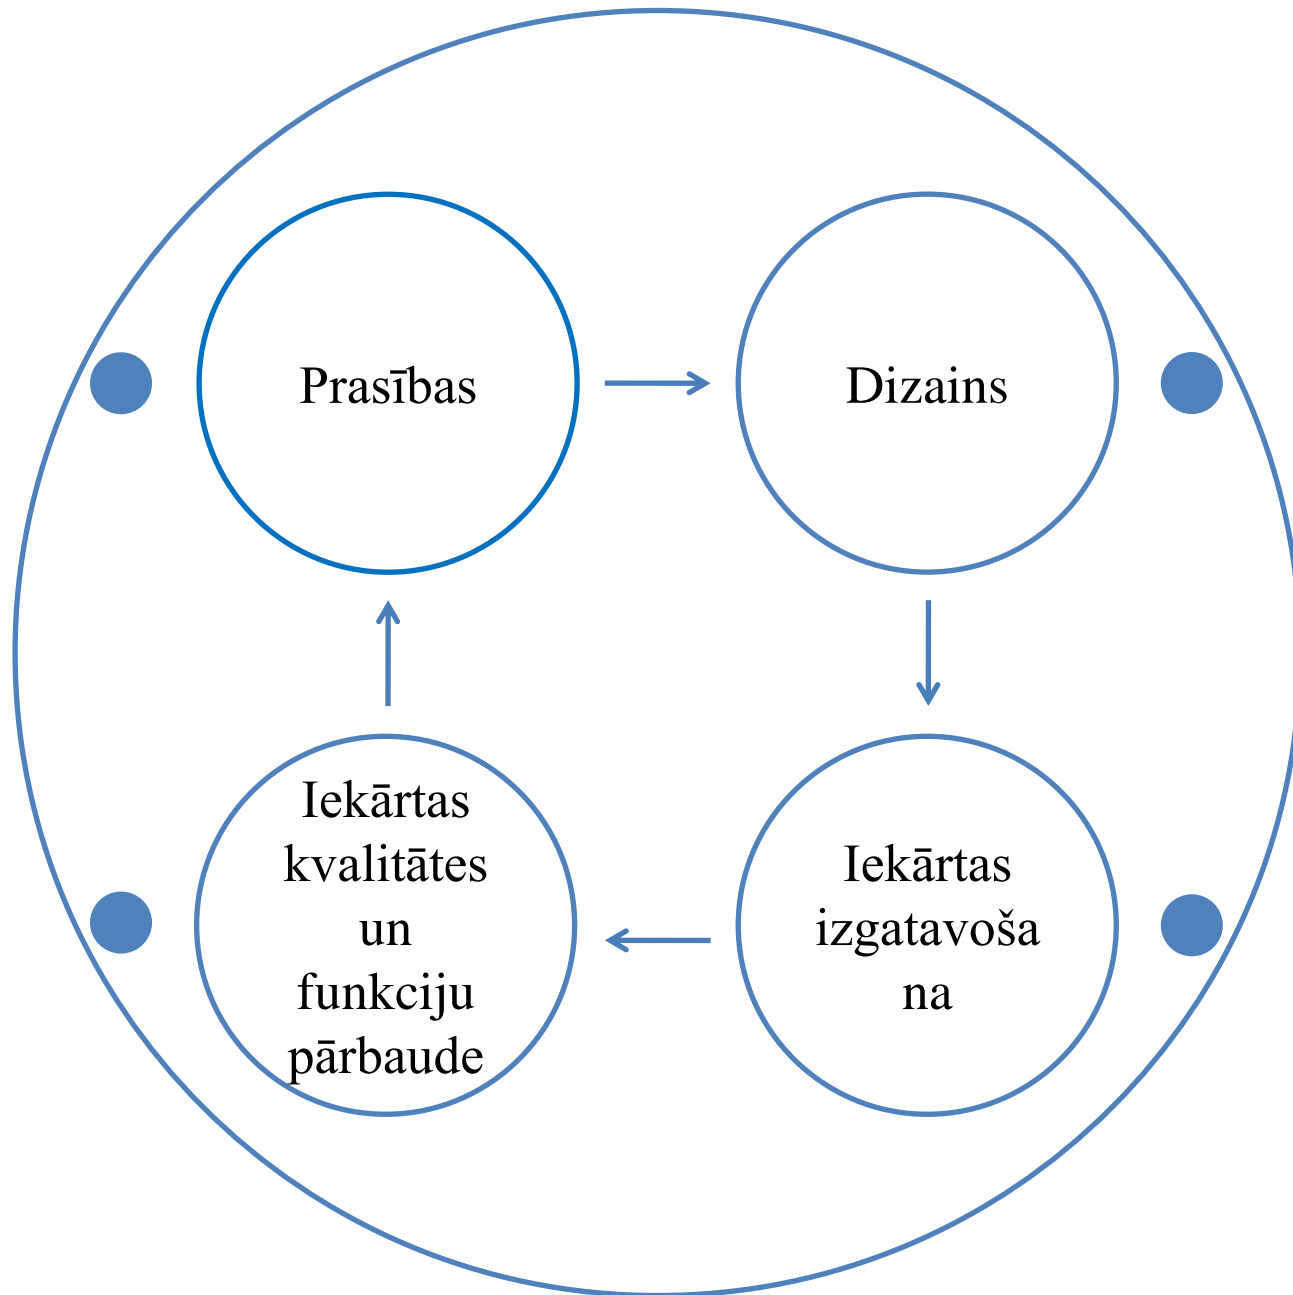 Prasības
Dizains
Iekārtas
kvalitātes
un
funkciju
pārbaude
Iekārtas
izgatavoša
na